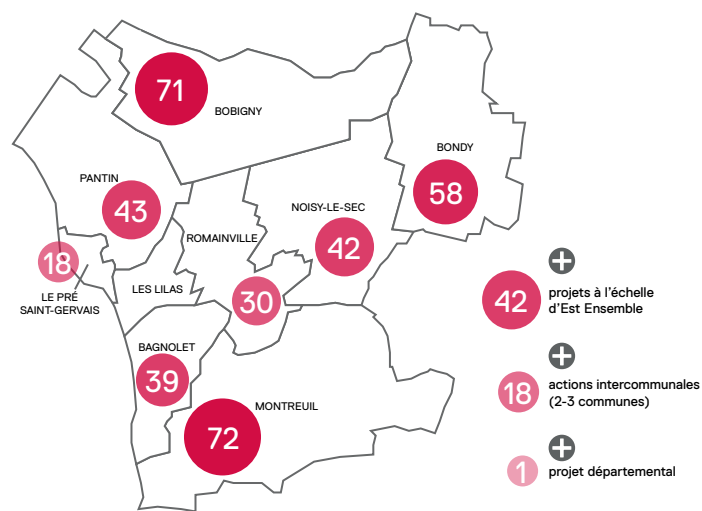 71
BOBIGNY
BONDY
58
PANTIN
43
NOISY-LE-SEC
42
ROMAINVILLE
30
18
LE PRÉ
SAINT-GERVAIS
LES LILAS
BAGNOLET
39
MONTREUIL
72
+
42
projets à l’échelle
d’Est Ensemble
+
18
actions intercommunales
(2-3 communes)
+
1
projet départemental